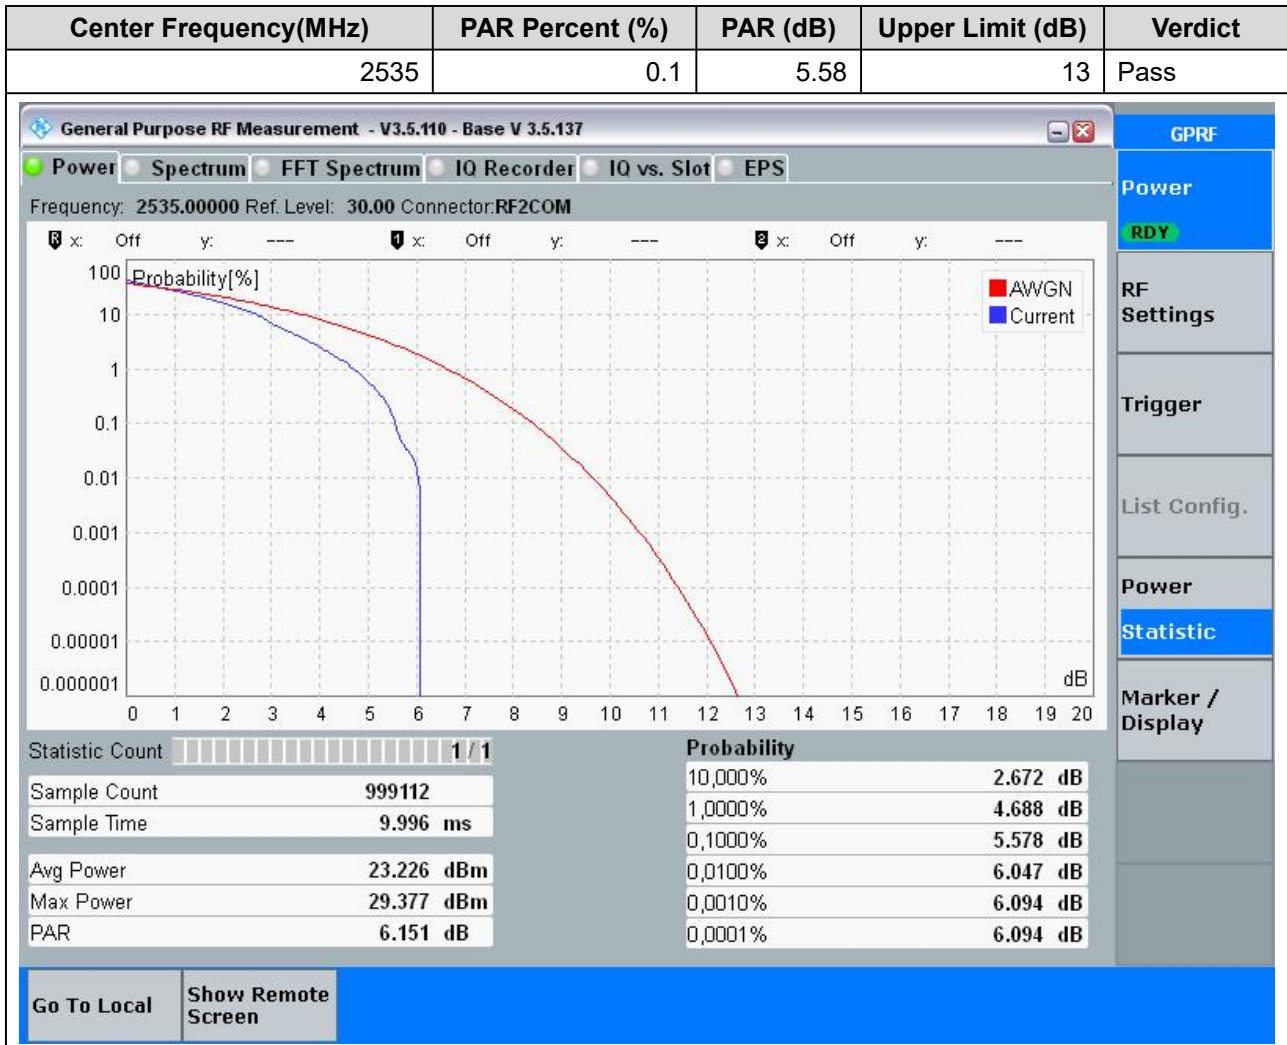 Center Frequency(MHz) PAR Percent (%) PAR (dB) Upper Limit (dB) Verdict
2535 0.1 5.58 13 Pass
General Purpose RF Measurement - V3.5.110 - Base V 3.5.137
Power Spectrum FFT Spectrum IQ Recorder IQ vs. Slot EPS
Frequency: 2535.00000 Ref. Level: 30.00 Connector:RF2COM
R x: Off y: --- 1 x: Off y: --- 2 x: Off y: ---
Probability[%]
AWGN
Current
100
10
1
0.1
0.01
0.001
0.0001
0.00001
0.000001
dB
0 1 2 3 4 5 6 7 8 9 10 11 12 13 14 15 16 17 18 19 20
Statistic Count 1 / 1
Sample Count 999112
Sample Time 9.996 ms
Avg Power 23.226 dBm
Max Power 29.377 dBm
PAR 6.151 dB
Probability
10,000% 2.672 dB
1,0000% 4.688 dB
0,1000% 5.578 dB
0,0100% 6.047 dB
0,0010% 6.094 dB
0,0001% 6.094 dB
GPRF
Power
RDY
RF
Settings
Trigger
List Config.
Power
Statistic
Marker /
Display
Go To Local
Show Remote
Screen